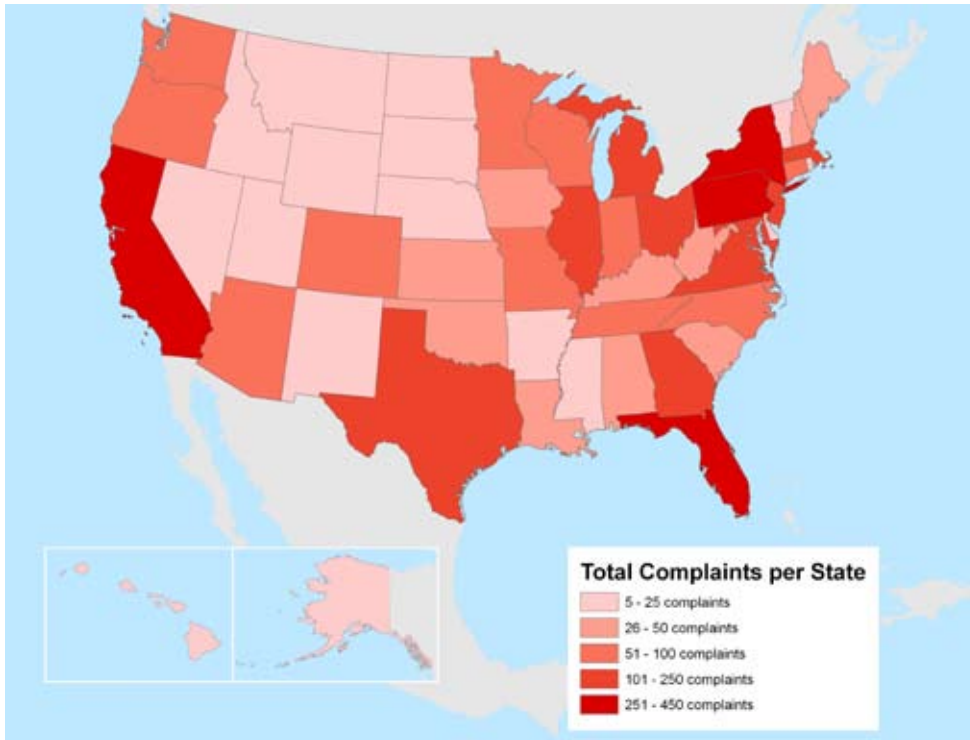 Total Complaints per State
5 - 25 complaints
26 - 50 complaints
51 - 100 complaints
101 - 250 complaints
251 - 450 complaints